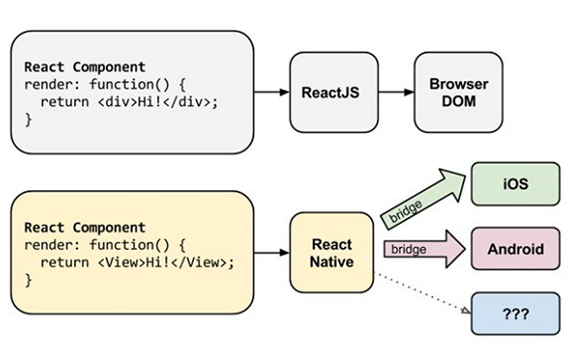 React Component
render: function() {
return <div>Hi!</div>;
}
ReactJS
Browser
DOM
React Component
render: function() {
return <View>Hi!</View>;
}
React
Native
bridge
iOS
bridge
Android
???